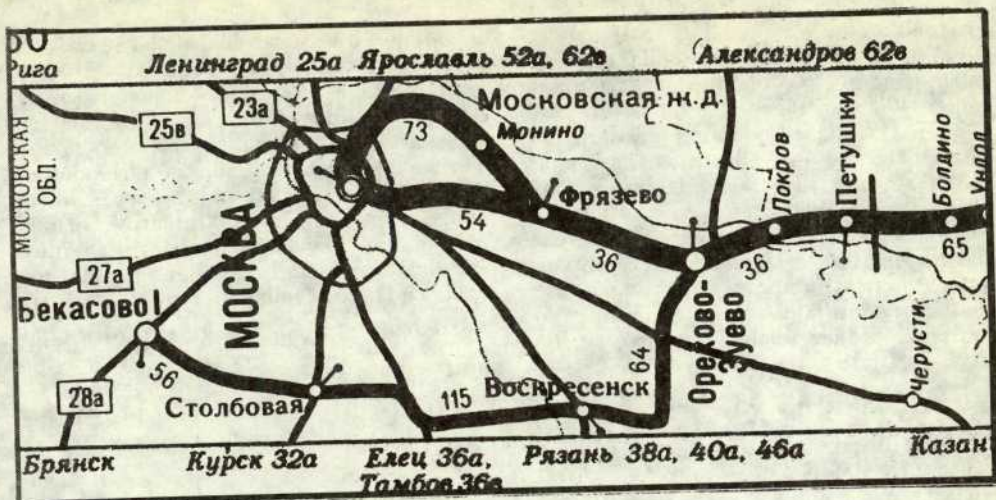 Рига
Ленинград 25а Ярославль 52а, 62в
Александров 62в
Московская ж.д.
23а
25в
73
Монино
МОСКОВСКАЯ
ОБЛ.
Фрязево
Покров
Петушки
Болдино
54
36
36
65
27а
МОСКВА
Бекасово I
Орехово-
Зуево
64
Черусти
28а
56
Столбовая
115
Воскресенск
Брянск
Курск 32а
Елец 36а,
Тамбов 36в
Рязань 38а, 40а, 46а
Казан